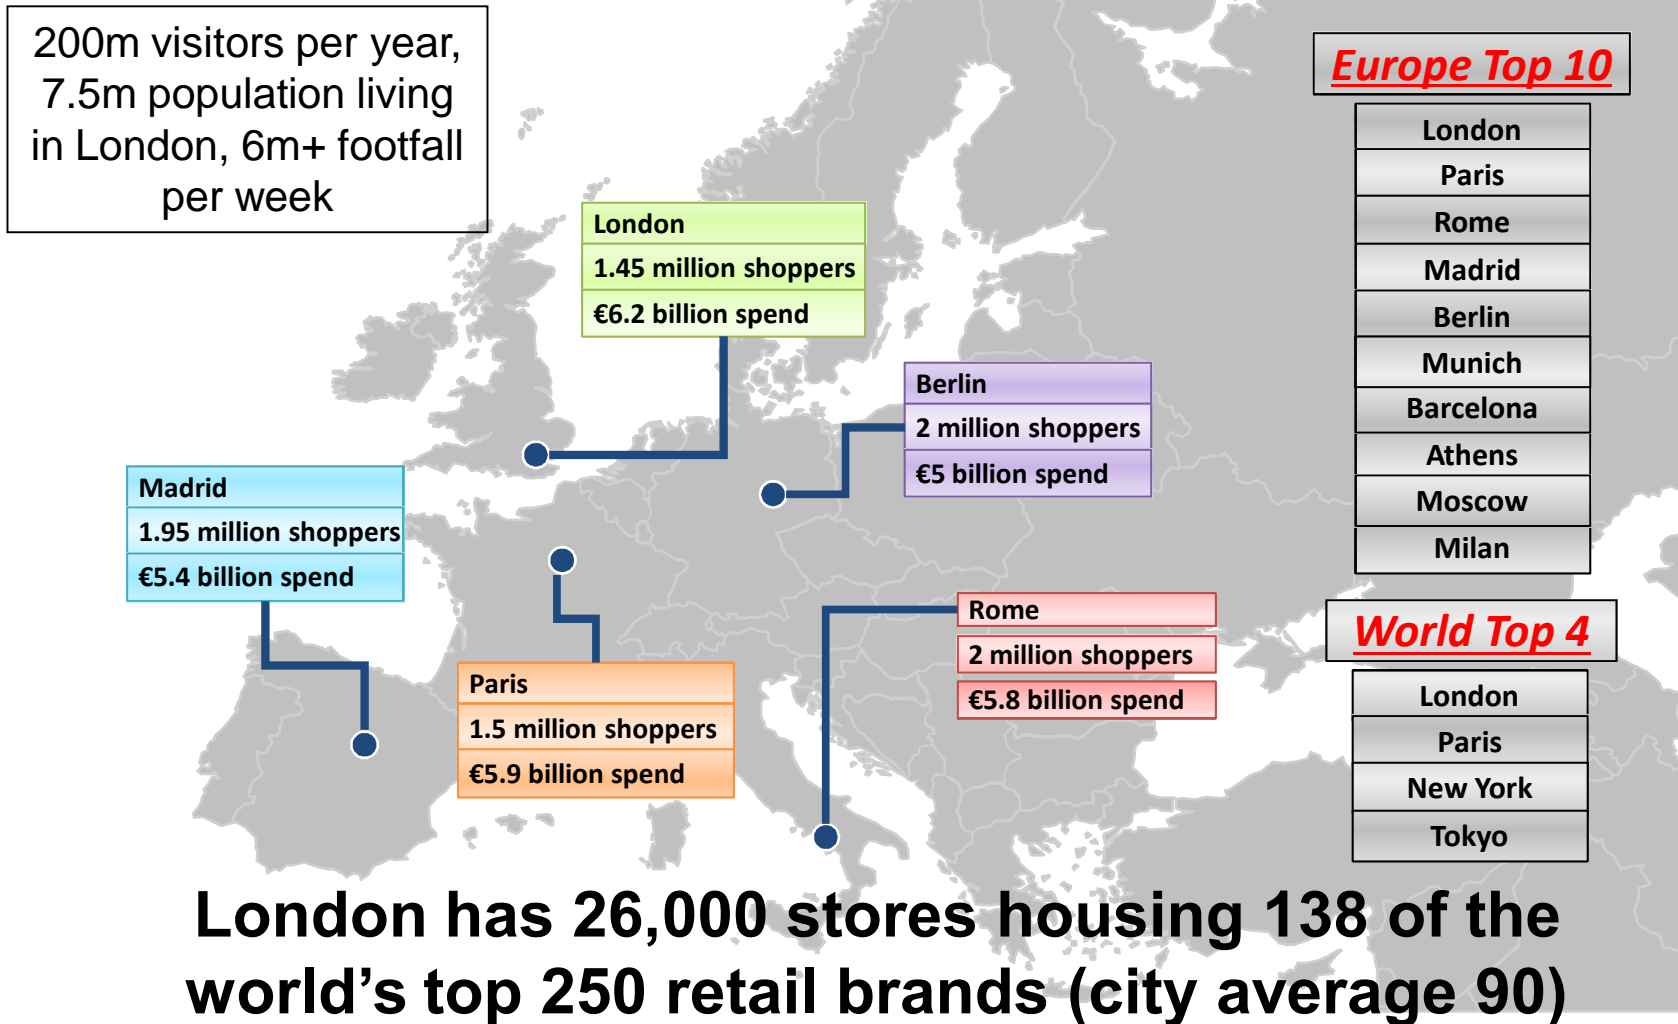 200m visitors per year,
7.5m population living
in London, 6m+ footfall
per week
Europe Top 10
London
Paris
Rome
Madrid
Berlin
Munich
Barcelona
Athens
Moscow
Milan
London
1.45 million shoppers
€6.2 billion spend
Berlin
2 million shoppers
€5 billion spend
Madrid
1.95 million shoppers
€5.4 billion spend
Rome
2 million shoppers
€5.8 billion spend
Paris
1.5 million shoppers
€5.9 billion spend
World Top 4
London
Paris
New York
Tokyo
London has 26,000 stores housing 138 of the
world’s top 250 retail brands (city average 90)